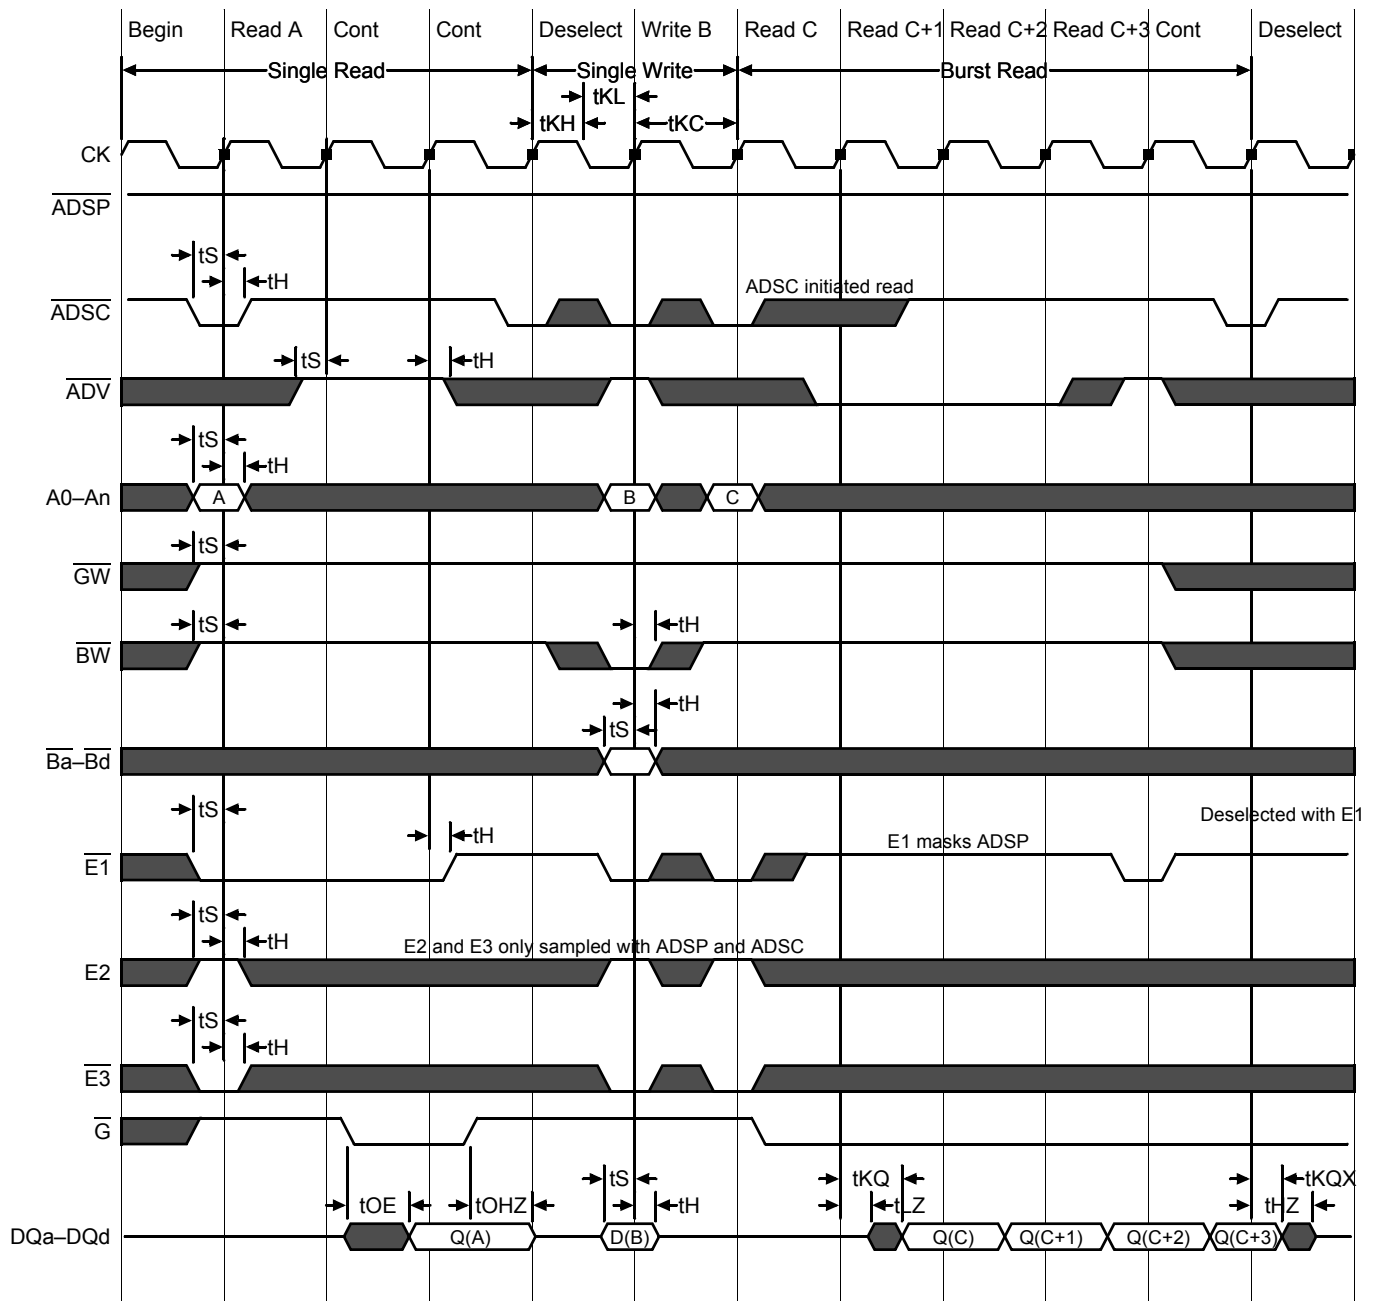 Begin Read A Cont Cont Deselect Write B Read C Read C+1 Read C+2 Read C+3 Cont Deselect
Single Read Single Write Burst Read
tKL
tKH tKC
CK
ADSP
tS
tH
ADSC initiated read
ADSC
tS tH
ADV
tS
tH
A0–An A B C
tS
GW
tS tH
BW
tH
tS
Ba–Bd
tS Deselected with E1
tH E1 masks ADSP
E1
tS
tH E2 and E3 only sampled with ADSP and ADSC
E2
tS
tH
E3
G
tS tKQ tKQX
tOE tOHZ tH tLZ tHZ
DQa–DQd Q(A) D(B) Q(C) Q(C+1) Q(C+2) Q(C+3)